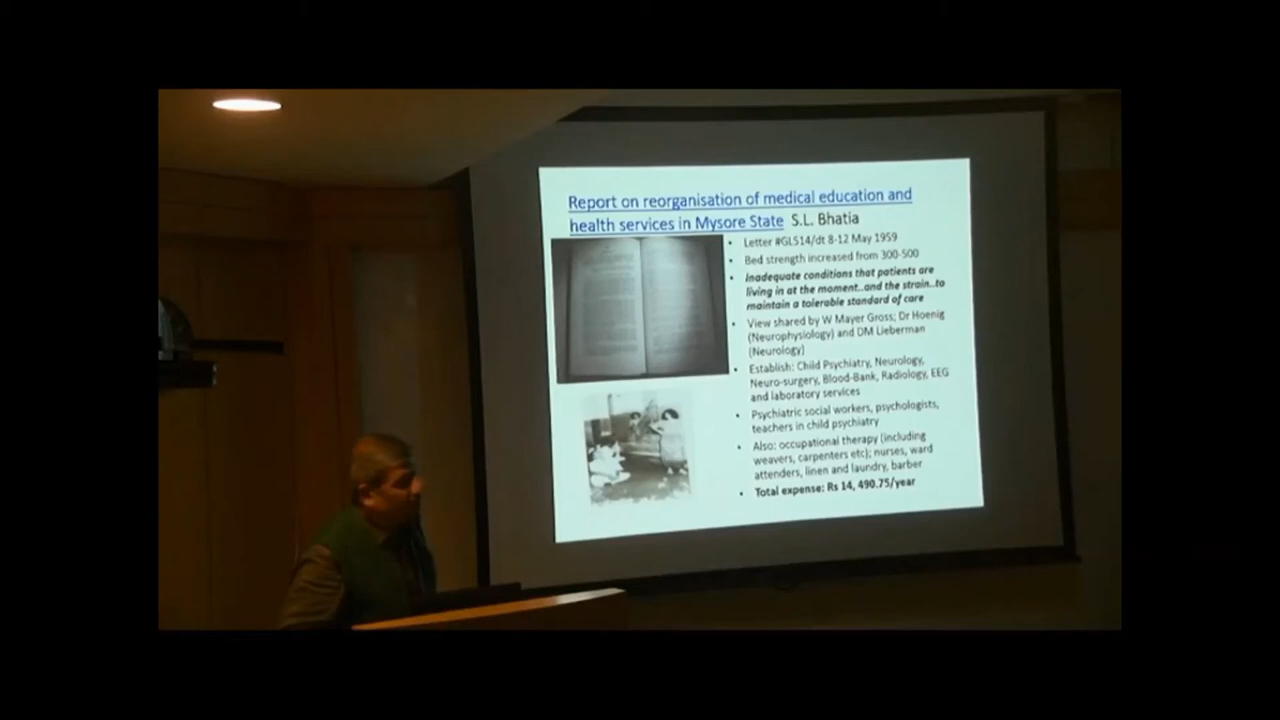 Report on reorganisation of medical education and
health services in Mysore State S.L. Bhatia
• Letter #GL514/dt 8-12 May 1959
• Bed strength increased from 300-500
• Inadequate conditions that patients are
living in at the moment..and the strain..to
maintain a tolerable standard of care
• View shared by W Mayer Gross; Dr Hoenig
(Neurophysiology) and DM Lieberman
(Neurology)
• Establish: Child Psychiatry, Neurology,
Neuro-surgery, Blood-Bank, Radiology, EEG
and laboratory services
• Psychiatric social workers, psychologists,
teachers in child psychiatry
• Also: occupational therapy (including
weavers, carpenters etc); nurses, ward
attenders, linen and laundry, barber
• Total expense: Rs 14, 490.75/year